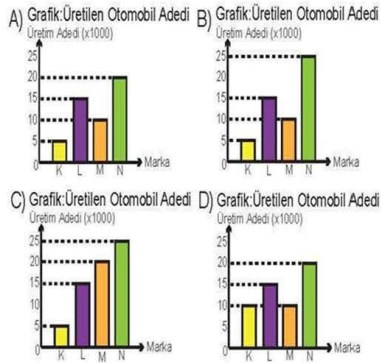 A) Grafik:Üretilen Otomobil Adedi
Üretim Adedi (x1000)
25
20
15
10
5
0
K L M N
Marka
B) Grafik:Üretilen Otomobil Adedi
Üretim Adedi (x1000)
25
20
15
10
5
0
K L M N
Marka
C) Grafik:Üretilen Otomobil Adedi
Üretim Adedi (x1000)
25
20
15
10
5
0
K L M N
Marka
D) Grafik:Üretilen Otomobil Adedi
Üretim Adedi (x1000)
25
20
15
10
5
0
K L M N
Marka